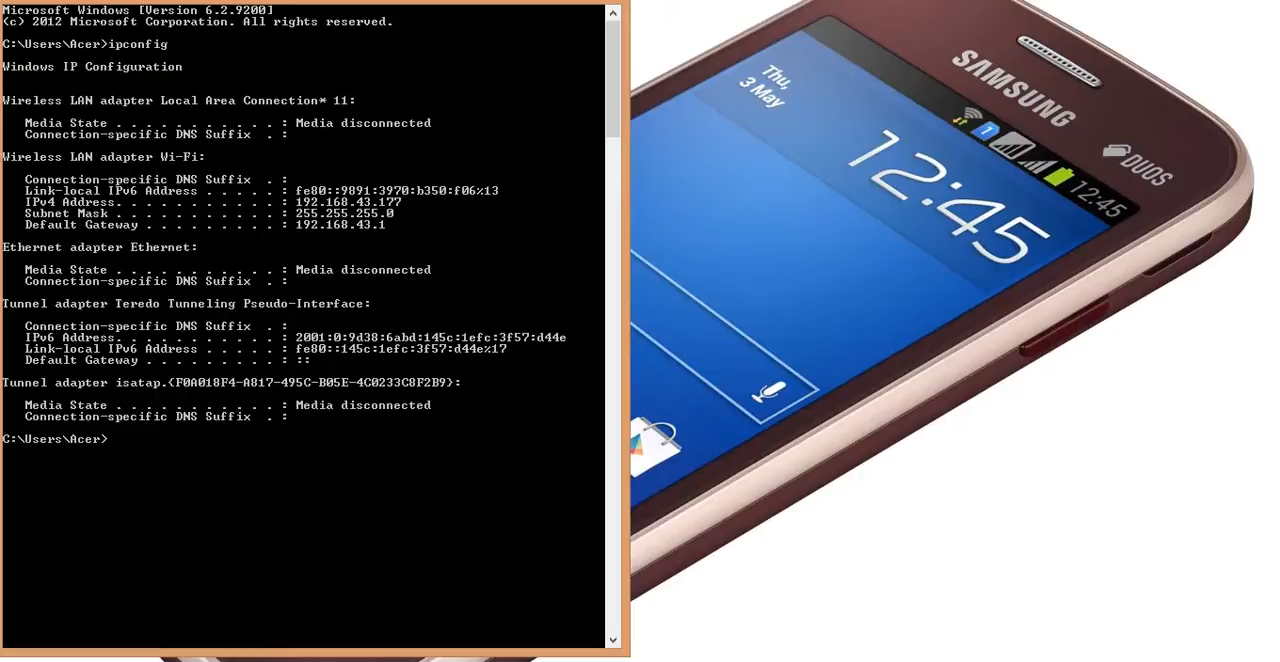 Microsoft Windows [Version 6.2.9200]
(c) 2012 Microsoft Corporation. All rights reserved.
C:\Users\Acer>ipconfig
Windows IP Configuration
Wireless LAN adapter Local Area Connection* 11:
Media State . . . . . . . . . . . : Media disconnected
Connection-specific DNS Suffix  . :
Wireless LAN adapter Wi-Fi:
Connection-specific DNS Suffix  . :
Link-local IPv6 Address . . . . . : fe80::9891:3970:b350:f06%13
IPv4 Address. . . . . . . . . . . : 192.168.43.177
Subnet Mask . . . . . . . . . . . : 255.255.255.0
Default Gateway . . . . . . . . . : 192.168.43.1
Ethernet adapter Ethernet:
Media State . . . . . . . . . . . : Media disconnected
Connection-specific DNS Suffix  . :
Tunnel adapter Teredo Tunneling Pseudo-Interface:
Connection-specific DNS Suffix  . :
IPv6 Address. . . . . . . . . . . : 2001:0:9d38:6abd:145c:1efc:3f57:d44e
Link-local IPv6 Address . . . . . : fe80::145c:1efc:3f57:d44e%17
Default Gateway . . . . . . . . . : ::
Tunnel adapter isatap.{F0A018F4-A817-495C-B05E-4C0233C8F2B9}:
Media State . . . . . . . . . . . : Media disconnected
Connection-specific DNS Suffix  . :
C:\Users\Acer>
SAMSUNG
DUOS
1
12:45
Thu,
3 May
12:45